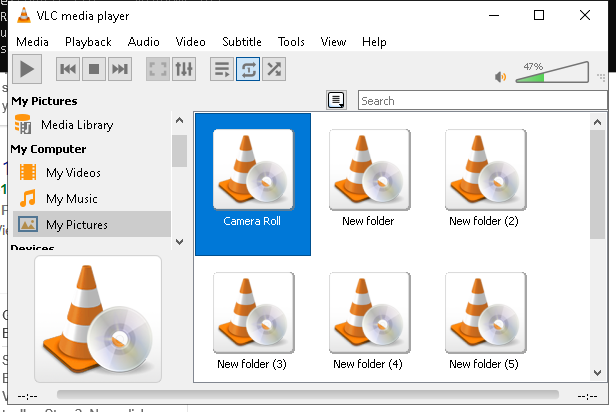 VLC media player
Media Playback Audio Video Subtitle Tools View Help
47%
My Pictures
Search
Media Library
My Computer
My Videos
My Music
My Pictures
Devices
Camera Roll
New folder
New folder (2)
New folder (3)
New folder (4)
New folder (5)
--:--
--:--